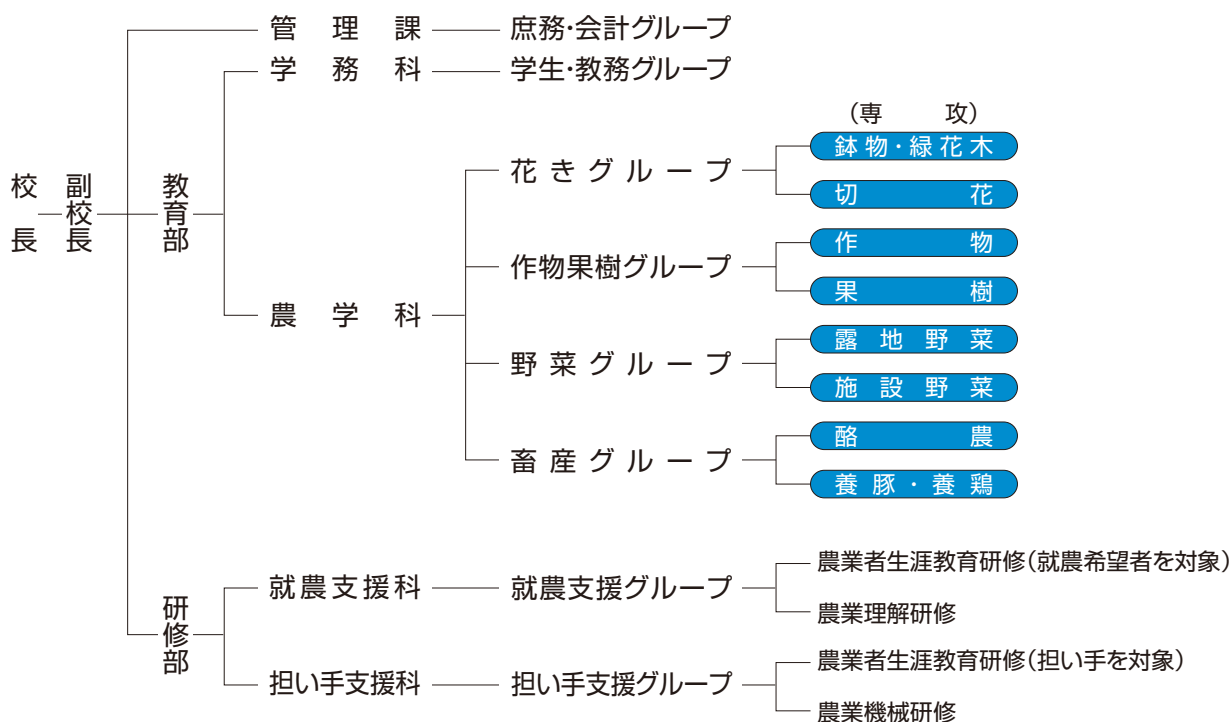 管理課 庶務・会計グループ
学務科 学生・教務グループ
(専攻)
鉢物・緑花木
花きグループ
切花
校長 副校長 教育部
作物
作物果樹グループ
果樹
農学科
露地野菜
野菜グループ
施設野菜
酪農
畜産グループ
養豚・養鶏
農業者生涯教育研修(就農希望者を対象)
就農支援科 就農支援グループ
農業理解研修
研修部
農業者生涯教育研修(担い手を対象)
担い手支援科 担い手支援グループ
農業機械研修